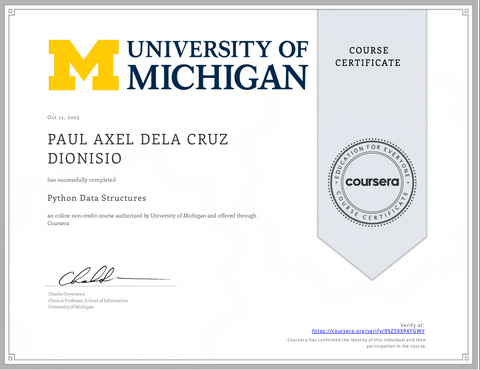 UNIVERSITY OF
MICHIGAN
COURSE
CERTIFICATE
Oct 11, 2023
PAUL AXEL DELA CRUZ
DIONISIO
has successfully completed
Python Data Structures
an online non-credit course authorized by University of Michigan and offered through
Coursera
EDUCATION FOR EVERYONE
coursera
COURSE CERTIFICATE
Charles Severance
Clinical Professor, School of Information
University of Michigan
Verify at:
https://coursera.org/verify/99ZS9XP4YGWY
Coursera has confirmed the identity of this individual and their
participation in the course.